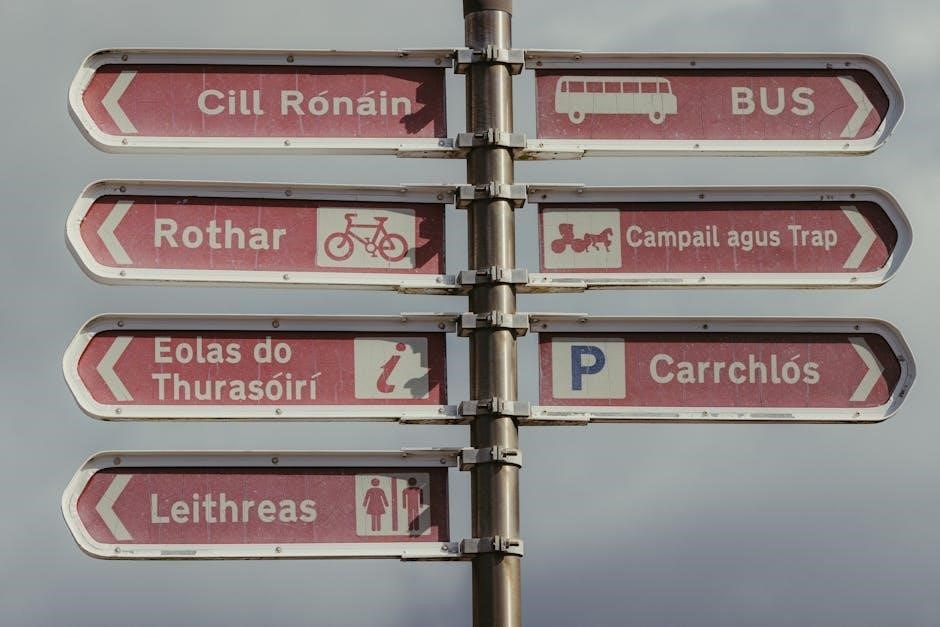 Cill Rónáin
BUS
Rothar
Campail agus Trap
Eolas do
Thurasóirí
P
Carrchlós
Leithreas